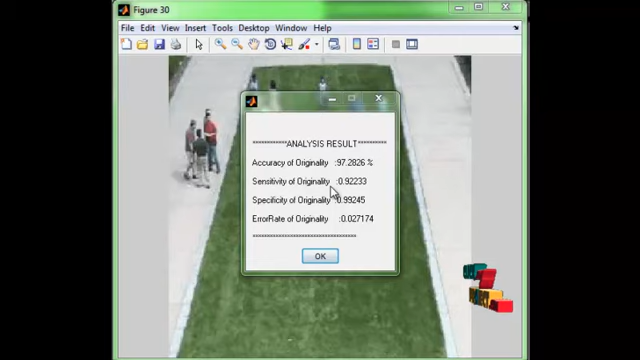 Figure 30
File Edit View Insert Tools Desktop Window Help
***********ANALYSIS RESULT**********
Accuracy of Originality :97.2826 %
Sensitivity of Originality :0.92233
Specificity of Originality :0.99245
ErrorRate of Originality :0.027174
************************************
OK